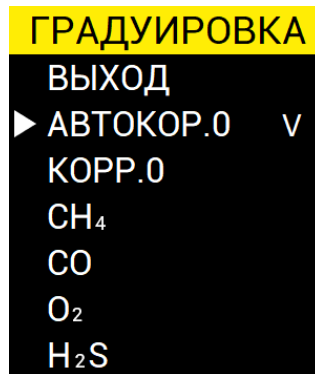 ГРАДУИРОВКА
ВЫХОД
▶ АВТОКОР.0 V
КОРР.0
CH₄
CO
O₂
H₂S